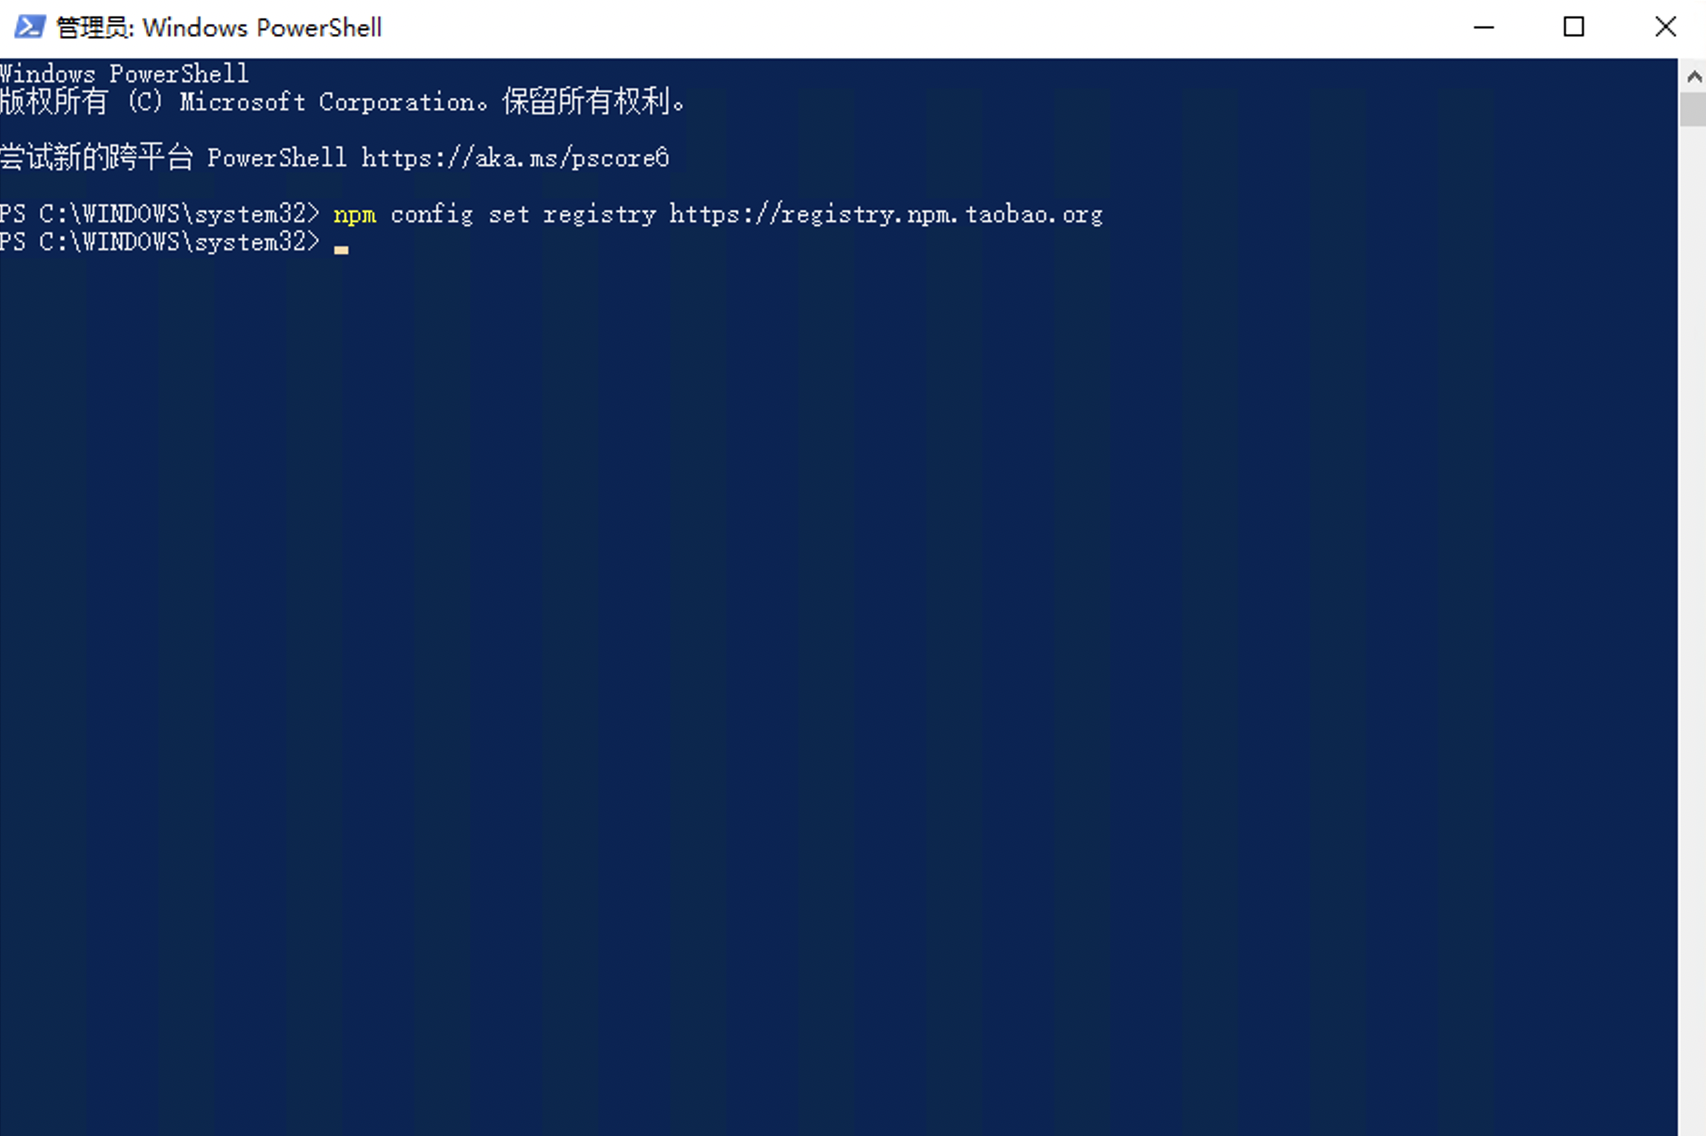 管理员: Windows PowerShell
Windows PowerShell
版权所有 (C) Microsoft Corporation。保留所有权利。
尝试新的跨平台 PowerShell https://aka.ms/pscore6
PS C:\WINDOWS\system32> npm config set registry https://registry.npm.taobao.org
PS C:\WINDOWS\system32>